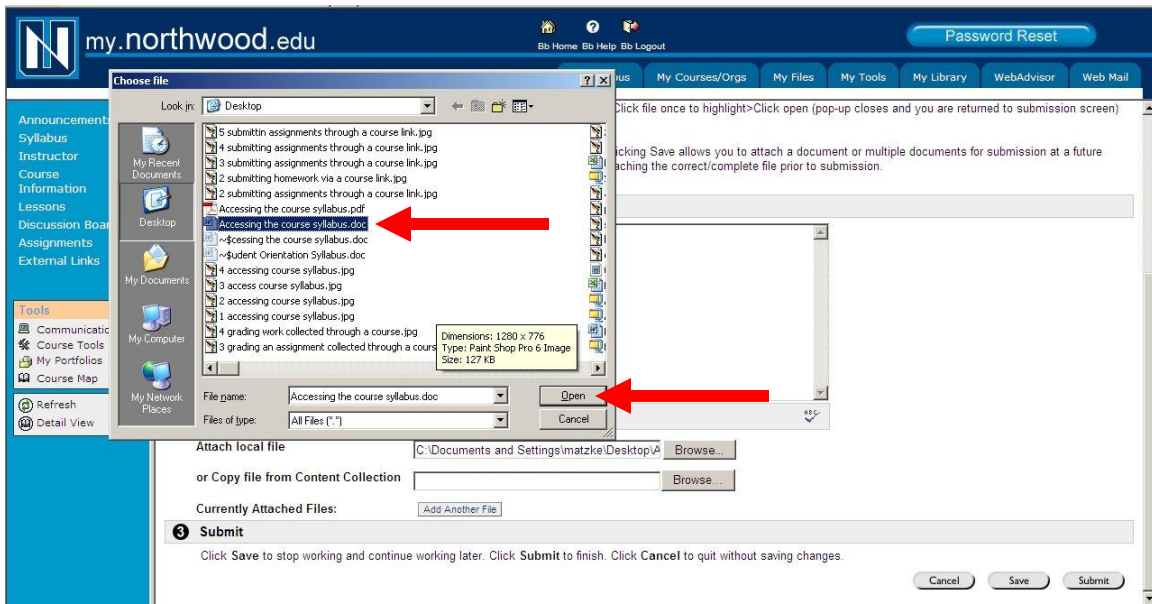 my.northwood.edu
Bb Home Bb Help Bb Logout
Password Reset
us
My Courses/Orgs
My Files
My Tools
My Library
WebAdvisor
Web Mail
Announcement
Syllabus
Instructor
Course
Information
Lessons
Discussion Boar
Assignments
External Links
Tools
Communicatic
Course Tools
My Portfolios
Course Map
Refresh
Detail View
Choose file
Look in:
Desktop
My Recent
Documents
Desktop
My Documents
My Computer
My Network
Places
5 submittin assignments through a course link.jpg
4 submitting assignments through a course link.jpg
3 submitting assignments through a course link.jpg
2 submitting homework via a course link.jpg
2 submitting assignments through a course link.jpg
Accessing the course syllabus.pdf
Accessing the course syllabus.doc
~$cessing the course syllabus.doc
~$udent Orientation Syllabus.doc
4 accessing course syllabus.jpg
3 access course syllabus.jpg
2 accessing course syllabus.jpg
1 accessing course syllabus.jpg
4 grading work collected through a course.jpg
3 grading an assignment collected through a cours
Dimensions: 1280 x 776
Type: Paint Shop Pro 6 Image
Size: 127 KB
File name:
Accessing the course syllabus.doc
Open
Files of type:
All Files (*.*)
Cancel
Click file once to highlight>Click open (pop-up closes and you are returned to submission screen)
icking Save allows you to attach a document or multiple documents for submission at a future
aching the correct/complete file prior to submission.
Attach local file
C:\Documents and Settings\matzke\Desktop\A
Browse...
or Copy file from Content Collection
Browse...
Currently Attached Files:
Add Another File
3 Submit
Click Save to stop working and continue working later. Click Submit to finish. Click Cancel to quit without saving changes.
Cancel
Save
Submit